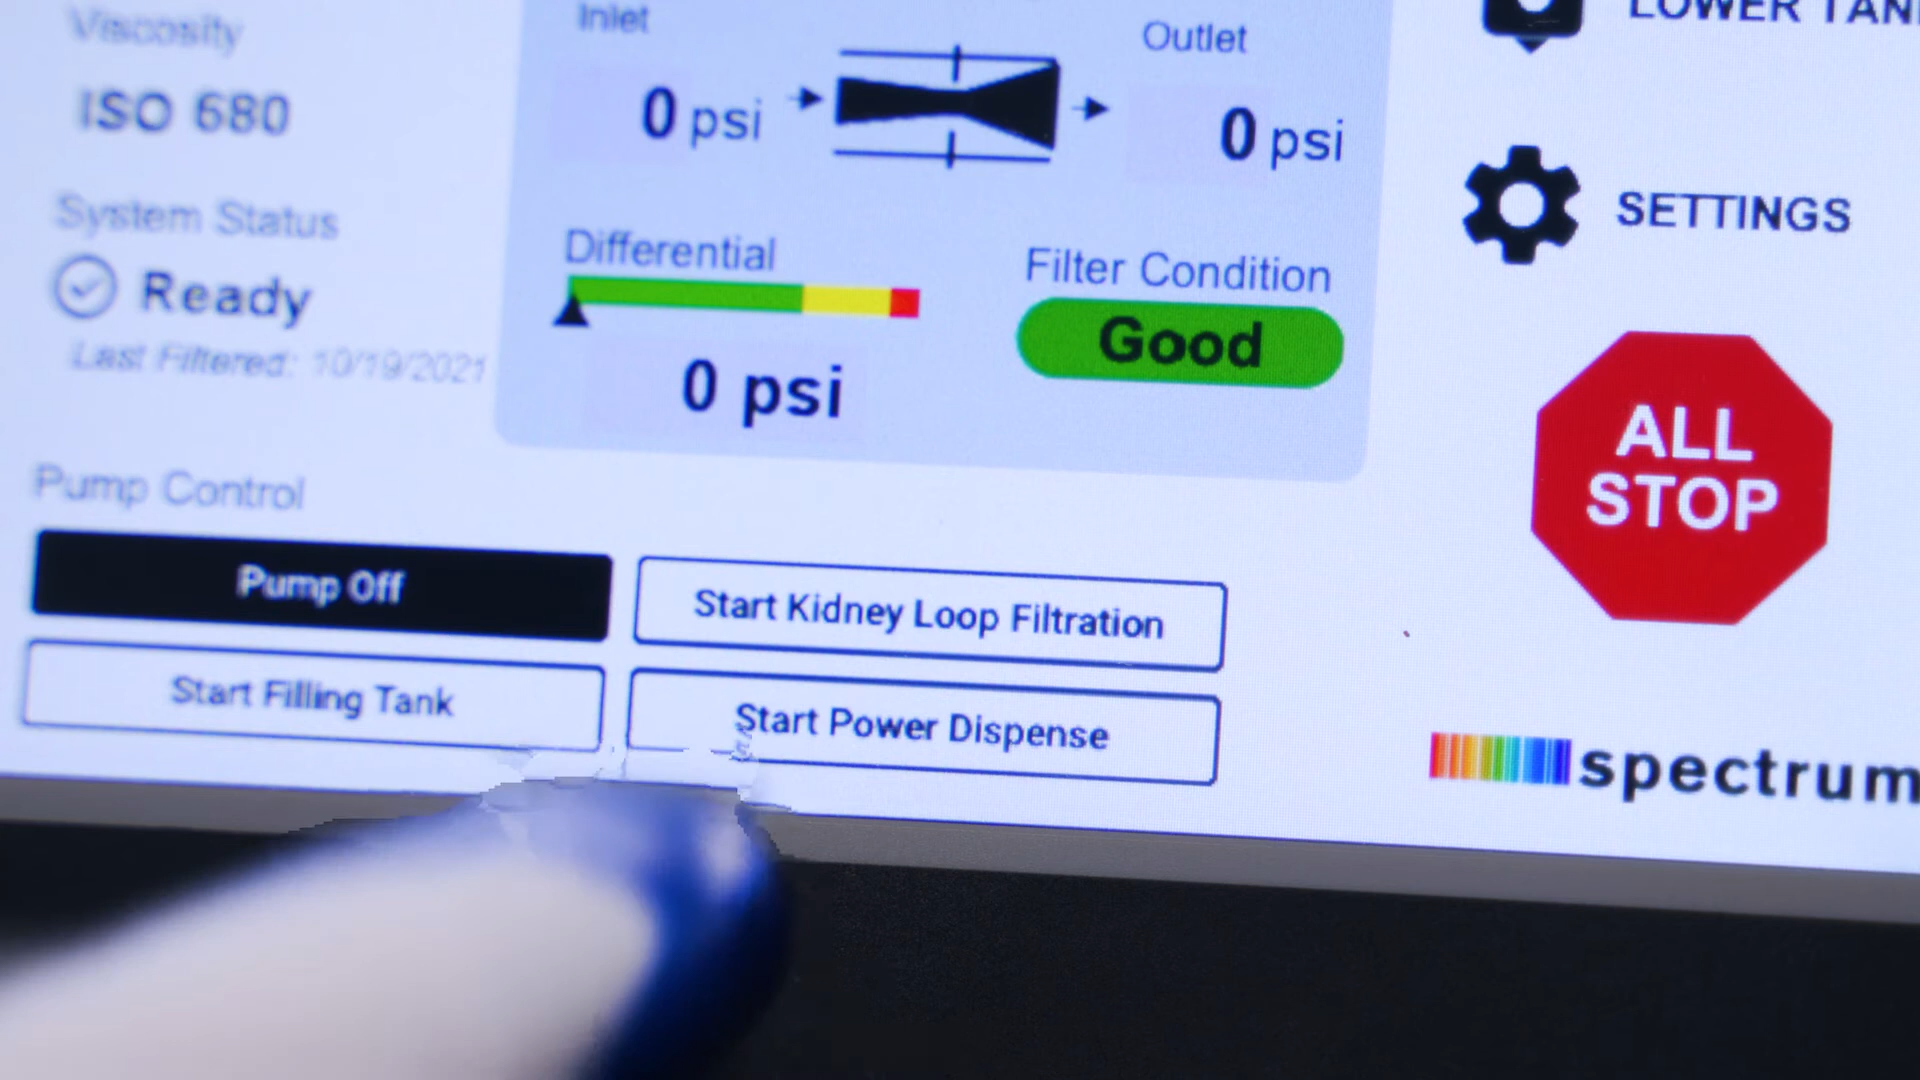 Viscosity
ISO 680
System Status
Ready
Last Filtered: 10/19/2021
Inlet
0 psi
Outlet
0 psi
Differential
0 psi
Filter Condition
Good
Pump Control
Pump Off
Start Kidney Loop Filtration
Start Filling Tank
Start Power Dispense
LOWER TAN
SETTINGS
ALL
STOP
spectrum